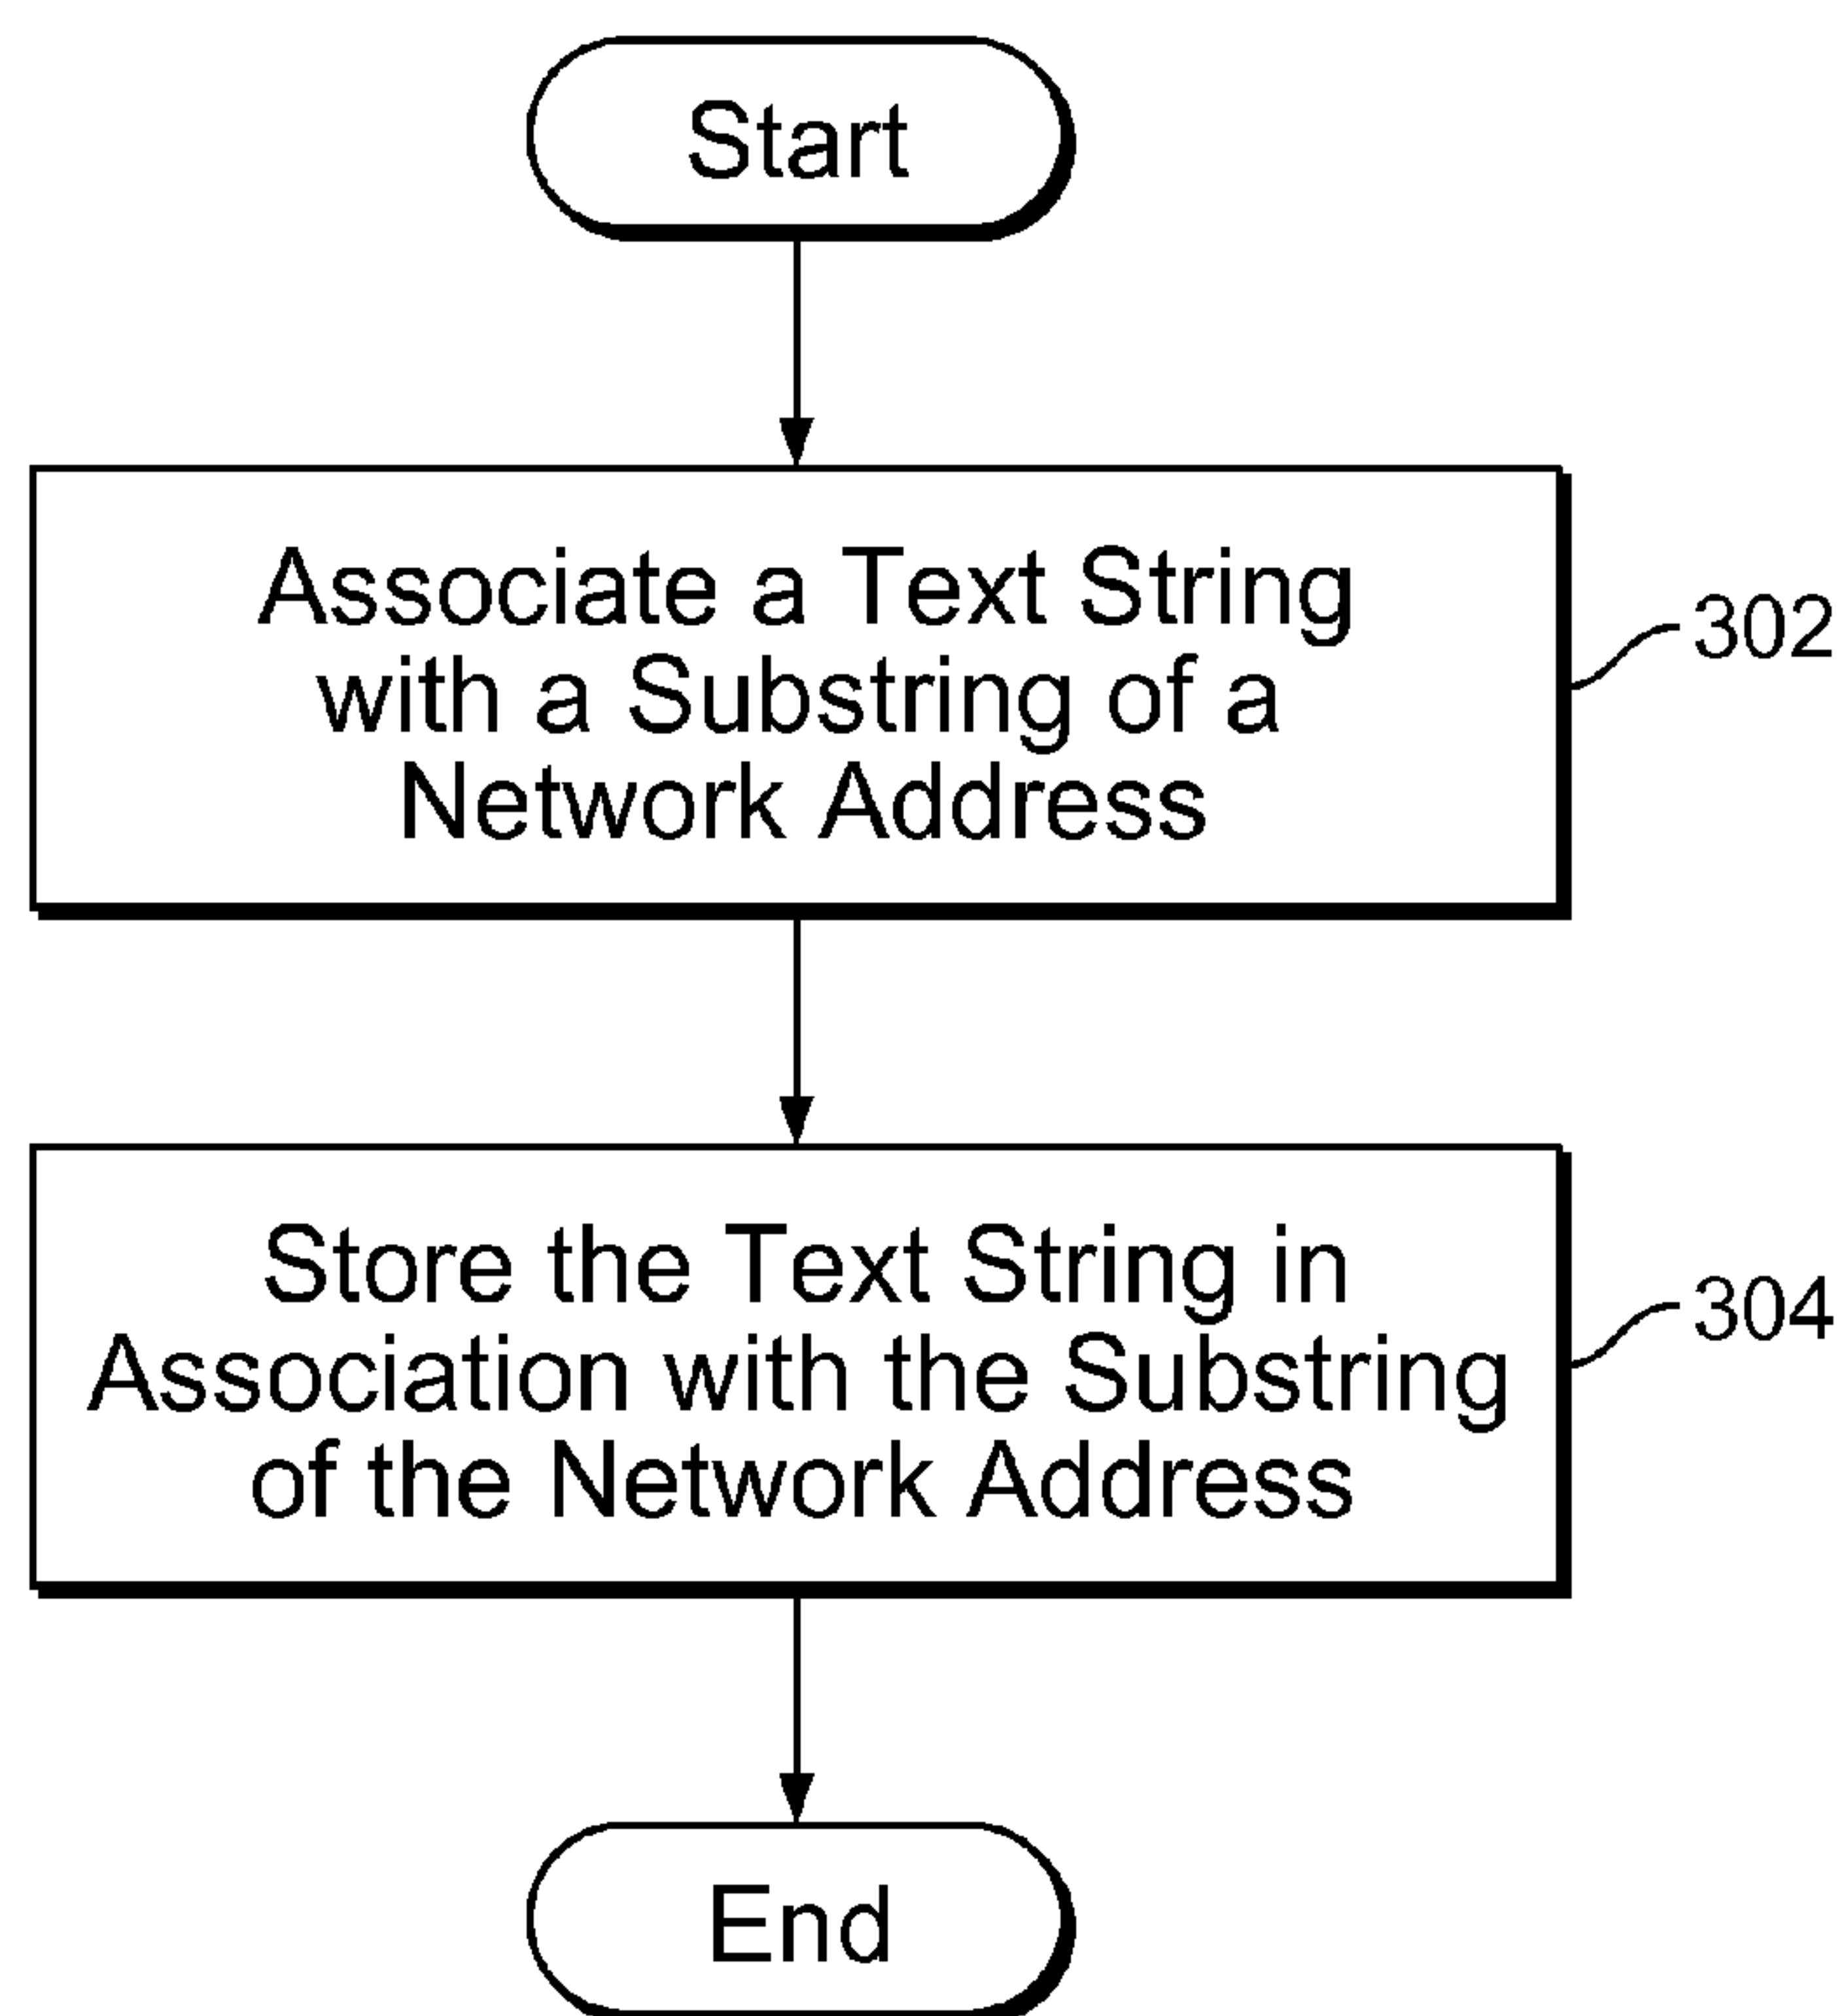 Start
Associate a Text String
with a Substring of a
Network Address
302
Store the Text String in
Association with the Substring
of the Network Address
304
End